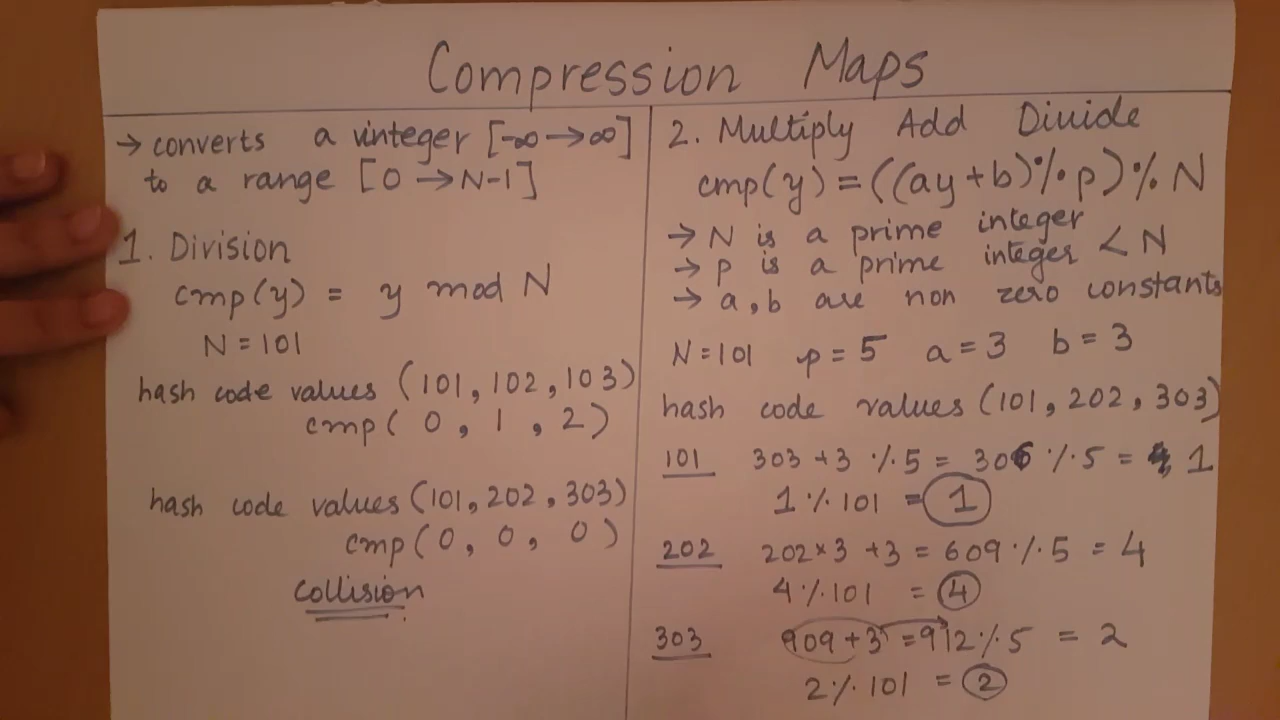 Compression Maps
→ converts a integer [-∞ → ∞]
to a range [0 → N-1]
1. Division
cmp(y) = y mod N
N = 101
hash code values (101, 102, 103)
cmp( 0, 1, 2)
hash code values (101, 202, 303)
cmp(0, 0, 0)
Collision
2. Multiply Add Divide
cmp(y) = ((ay+b)%p)%N
→ N is a prime integer
→ p is a prime integer < N
→ a,b are non zero constants
N=101 p=5 a=3 b=3
hash code values (101, 202, 303)
101 303 +3 %5 = 306 %5 = 1
1%101 = 1
202 202×3 +3 = 609%5 = 4
4%101 = 4
303 909+3 = 912%5 = 2
2%101 = 2